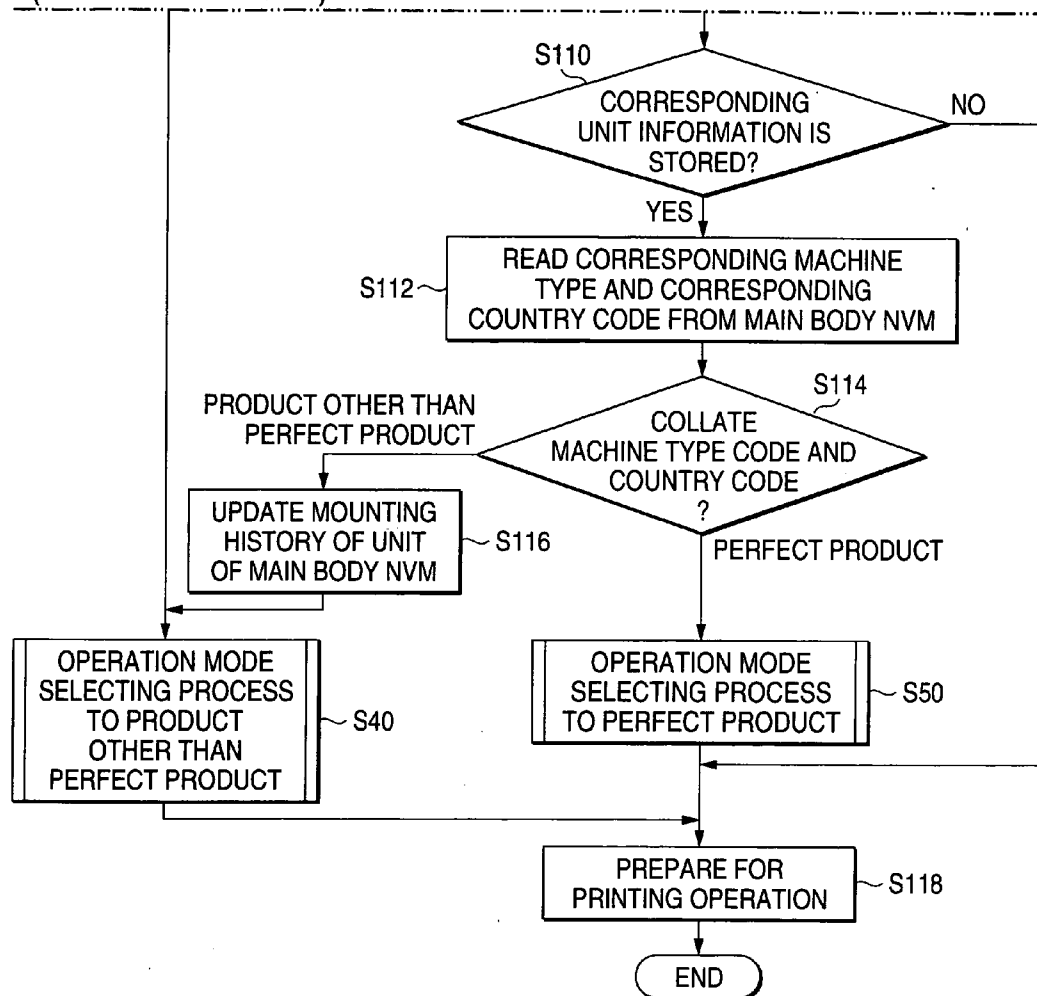 S110
CORRESPONDING
UNIT INFORMATION IS
STORED?
NO
YES
S112
READ CORRESPONDING MACHINE
TYPE AND CORRESPONDING
COUNTRY CODE FROM MAIN BODY NVM
S114
COLLATE
MACHINE TYPE CODE AND
COUNTRY CODE
?
PRODUCT OTHER THAN
PERFECT PRODUCT
PERFECT PRODUCT
UPDATE MOUNTING
HISTORY OF UNIT
OF MAIN BODY NVM
S116
OPERATION MODE
SELECTING PROCESS
TO PRODUCT
OTHER THAN
PERFECT PRODUCT
S40
OPERATION MODE
SELECTING PROCESS
TO PERFECT PRODUCT
S50
PREPARE FOR
PRINTING OPERATION
S118
END